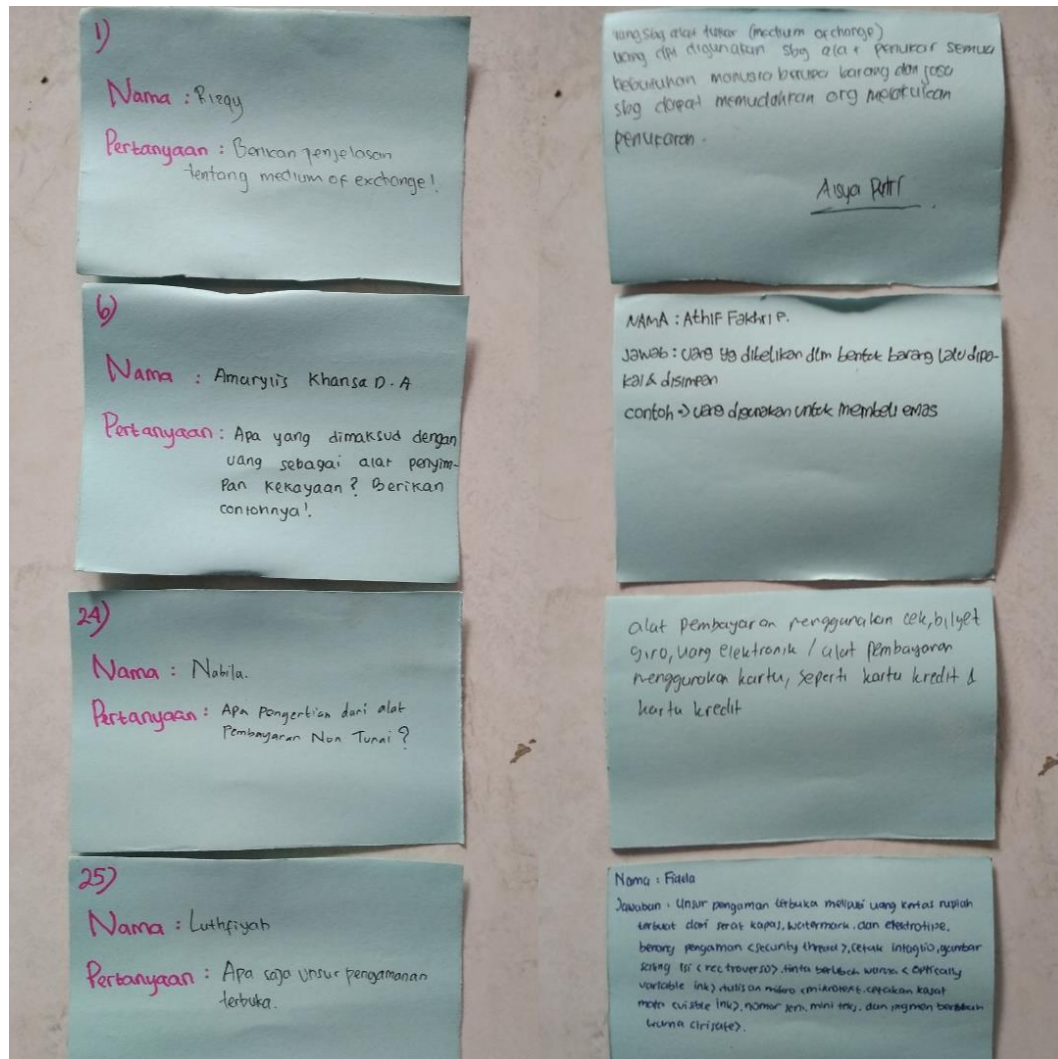 1)
Nama : Rizqy
Pertanyaan : Berikan penjelasan
tentang medium of exchange!
uang sbg alat tukar (medium of change)
uang dpt digunakan sbg alat penukar semua
kebutuhan manusia berupa barang dan jasa
sbg dapat memudahkan org melakukan
penukaran.
Aisya Putri
6)
Nama : Amarylis Khansa D.A
Pertanyaan : Apa yang dimaksud dengan
uang sebagai alat penyim-
pan kekayaan? Berikan
contohnya!
NAMA : Athif Fakhri P.
Jawab : uang yg dibelikan dlm bentuk barang lalu dipa-
kai & disimpan
contoh => uang digunakan untuk membeli emas
24)
Nama : Nabila.
Pertanyaan : Apa pengertian dari alat
Pembayaran Non Tunai?
alat pembayaran menggunakan cek, bilyet
giro, uang elektronik / alat pembayaran
menggunakan kartu, seperti kartu kredit &
kartu kredit
25)
Nama : Luthfiyah
Pertanyaan : Apa saja unsur pengamanan
terbuka.
Nama : Fidela
Jawaban : Unsur pengaman terbuka meliputi uang kertas rupiah
terbuat dari serat kapas, watermark, dan elektrotipe,
benang pengaman <security thread>, cetak intaglio, gambar
saling isi <rectroverso>, tinta berubah warna <optically
variable ink> tulisan mikro <microtext, cetakan kasat
mata <visible ink>, nomor seri, mini teks, dan pigmen berubah
warna <irisafe>.